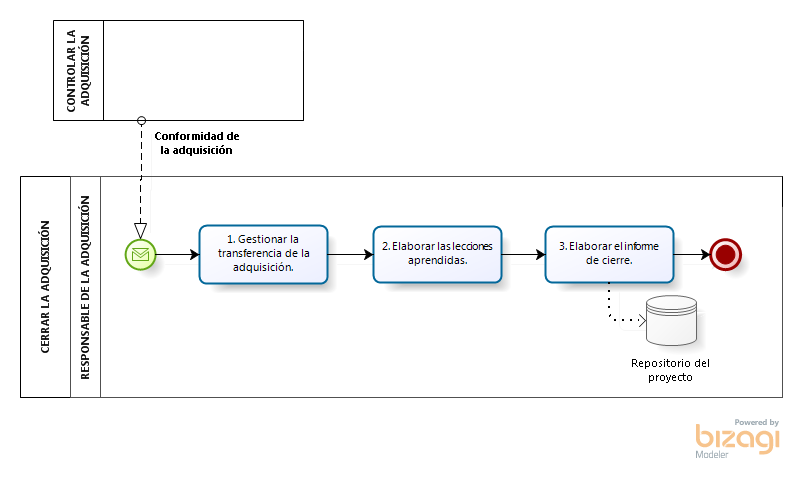 CONTROLAR LA
ADQUISICIÓN
Conformidad de
la adquisición
CERRAR LA ADQUISICIÓN
RESPONSABLE DE LA ADQUISICIÓN
1. Gestionar la
transferencia de la
adquisición.
2. Elaborar las lecciones
aprendidas.
3. Elaborar el informe
de cierre.
Repositorio del
proyecto
Powered by
bizagi
Modeler